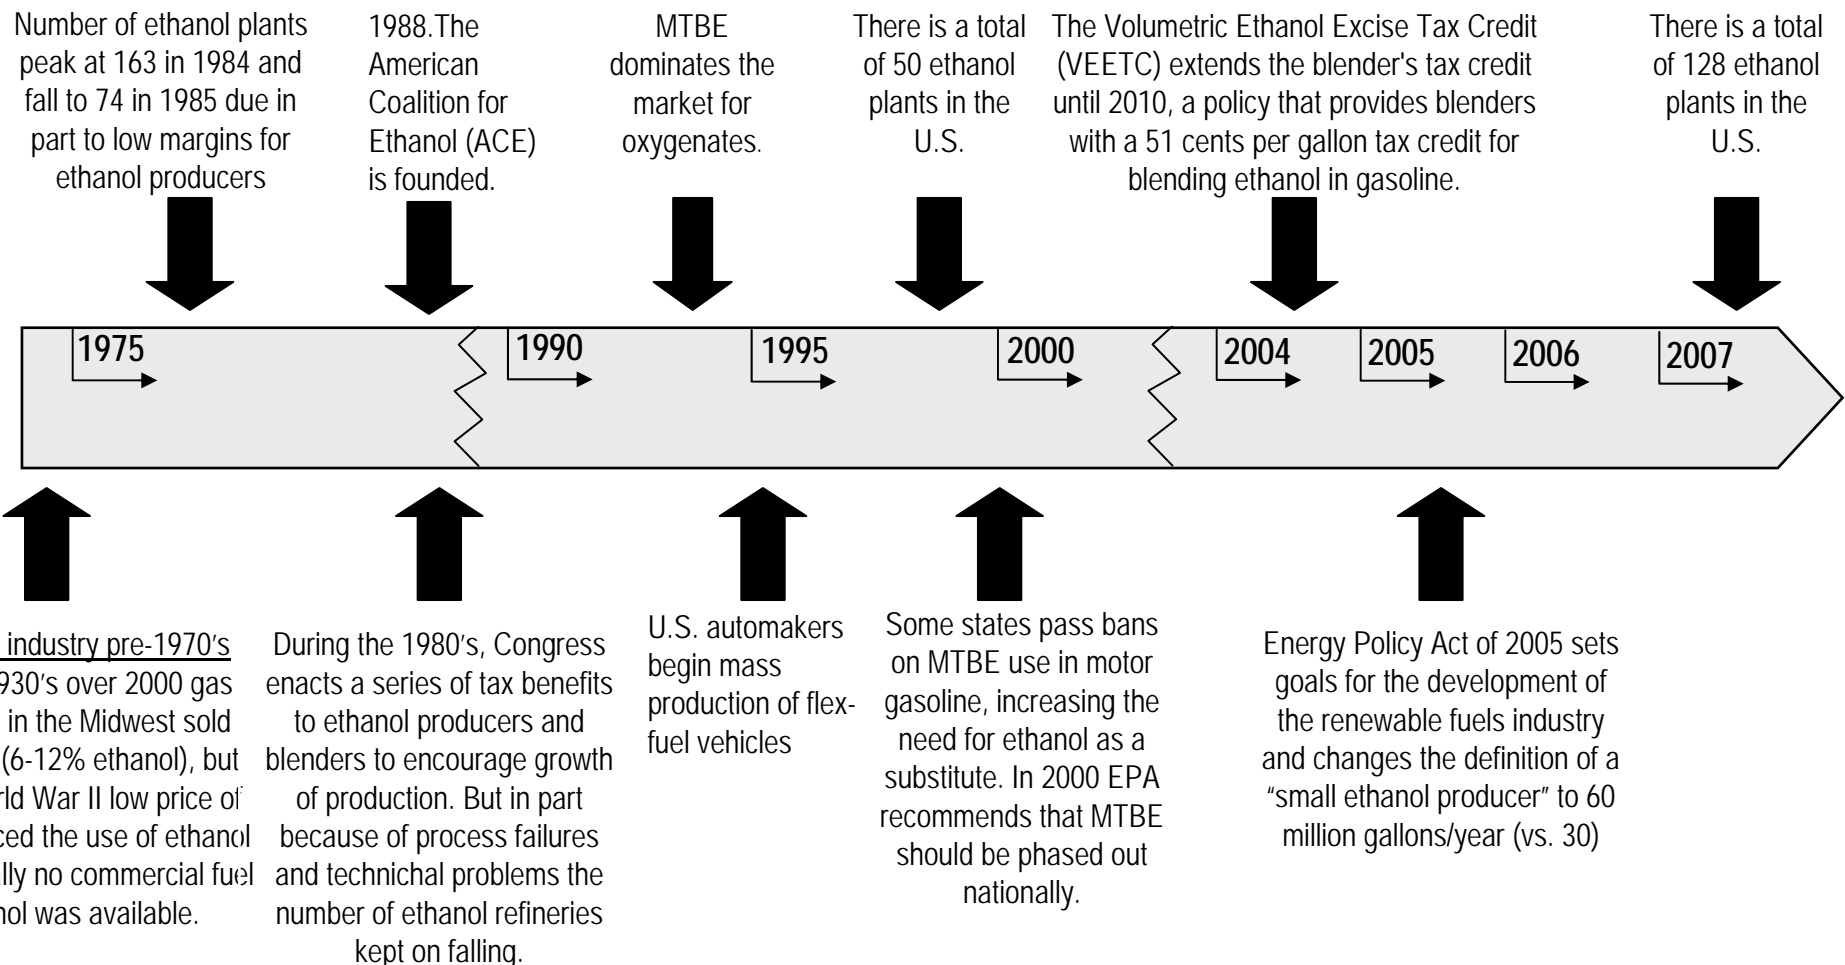 Number of ethanol plants
peak at 163 in 1984 and
fall to 74 in 1985 due in
part to low margins for
ethanol producers
1988.The
American
Coalition for
Ethanol (ACE)
is founded.
MTBE
dominates the
market for
oxygenates.
There is a total
of 50 ethanol
plants in the
U.S.
The Volumetric Ethanol Excise Tax Credit
(VEETC) extends the blender's tax credit
until 2010, a policy that provides blenders
with a 51 cents per gallon tax credit for
blending ethanol in gasoline.
There is a total
of 128 ethanol
plants in the
U.S.
1975
1990
1995
2000
2004
2005
2006
2007
industry pre-1970's
930's over 2000 gas
in the Midwest sold
(6-12% ethanol), but
War II low price of
the use of ethanol
no commercial fuel
was available.
During the 1980's, Congress
enacts a series of tax benefits
to ethanol producers and
blenders to encourage growth
of production. But in part
because of process failures
and technichal problems the
number of ethanol refineries
kept on falling.
U.S. automakers
begin mass
production of flex-
fuel vehicles
Some states pass bans
on MTBE use in motor
gasoline, increasing the
need for ethanol as a
substitute. In 2000 EPA
recommends that MTBE
should be phased out
nationally.
Energy Policy Act of 2005 sets
goals for the development of
the renewable fuels industry
and changes the definition of a
“small ethanol producer” to 60
million gallons/year (vs. 30)